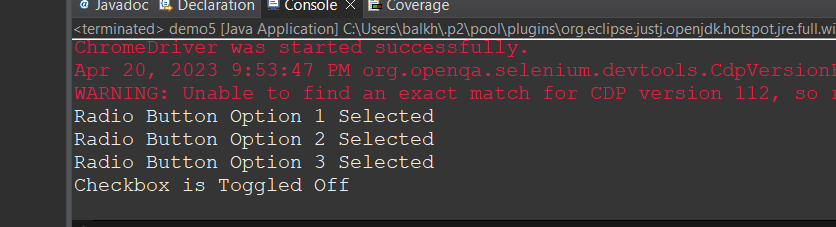 Javadoc Declaration Console Coverage
<terminated> demo5 [Java Application] C:\Users\balkh\.p2\pool\plugins\org.eclipse.justj.openjdk.hotspot.jre.full.wi
ChromeDriver was started successfully.
Apr 20, 2023 9:53:47 PM org.openqa.selenium.devtools.CdpVersion
WARNING: Unable to find an exact match for CDP version 112, so
Radio Button Option 1 Selected
Radio Button Option 2 Selected
Radio Button Option 3 Selected
Checkbox is Toggled Off